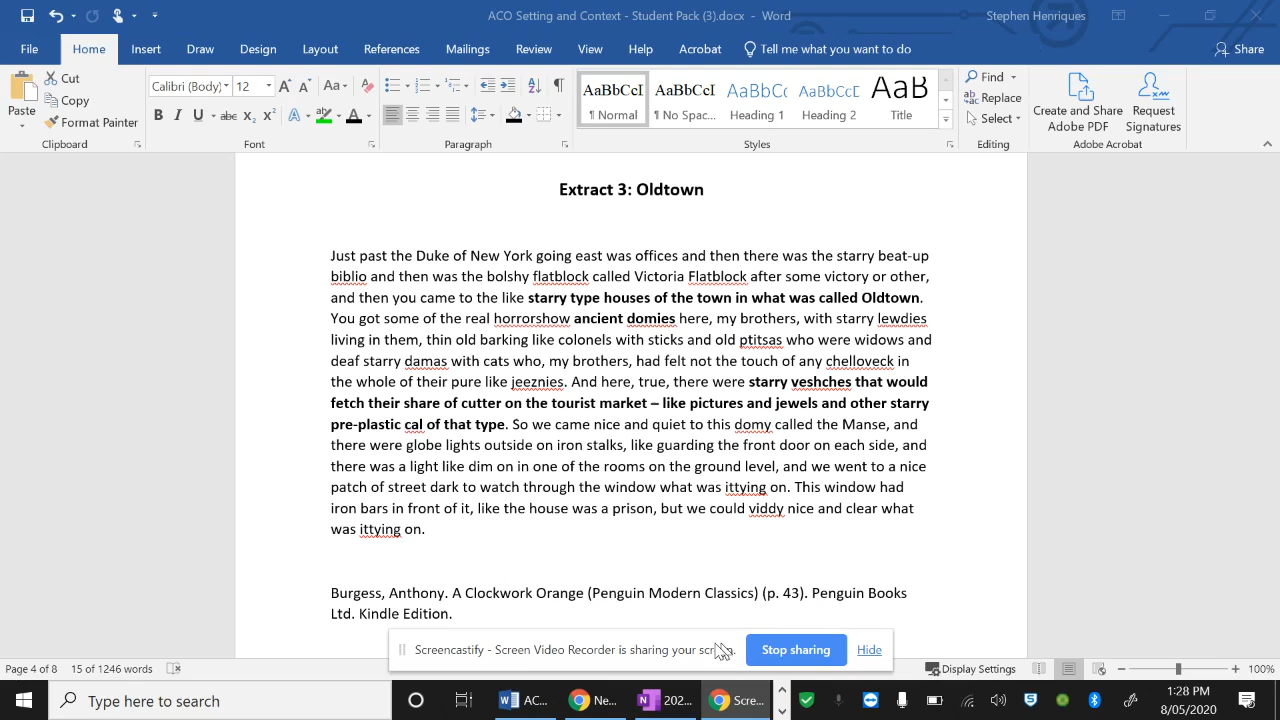 ACO Setting and Context - Student Pack (3).docx - Word
Stephen Henriques
File Home Insert Draw Design Layout References Mailings Review View Help Acrobat Tell me what you want to do Share
Paste
Cut
Copy
Format Painter
Clipboard
Calibri (Body) 12
Font
Paragraph
AaBbCcI AaBbCcI AaBbCc AaBbCcE AaB
¶ Normal ¶ No Spac... Heading 1 Heading 2 Title
Styles
Find
Replace
Select
Editing
Create and Share Adobe PDF
Request Signatures
Adobe Acrobat
Extract 3: Oldtown
Just past the Duke of New York going east was offices and then there was the starry beat-up
biblio and then was the bolshy flatblock called Victoria Flatblock after some victory or other,
and then you came to the like starry type houses of the town in what was called Oldtown.
You got some of the real horrorshow ancient domies here, my brothers, with starry lewdies
living in them, thin old barking like colonels with sticks and old ptitsas who were widows and
deaf starry damas with cats who, my brothers, had felt not the touch of any chelloveck in
the whole of their pure like jeeznies. And here, true, there were starry veshches that would
fetch their share of cutter on the tourist market – like pictures and jewels and other starry
pre-plastic cal of that type. So we came nice and quiet to this domy called the Manse, and
there were globe lights outside on iron stalks, like guarding the front door on each side, and
there was a light like dim on in one of the rooms on the ground level, and we went to a nice
patch of street dark to watch through the window what was ittying on. This window had
iron bars in front of it, like the house was a prison, but we could viddy nice and clear what
was ittying on.
Burgess, Anthony. A Clockwork Orange (Penguin Modern Classics) (p. 43). Penguin Books
Ltd. Kindle Edition.
Screencastify - Screen Video Recorder is sharing your screen. Stop sharing Hide
Page 4 of 8 15 of 1246 words Display Settings 100%
Type here to search
AC... Ne... 202... Scre...
1:28 PM
8/05/2020